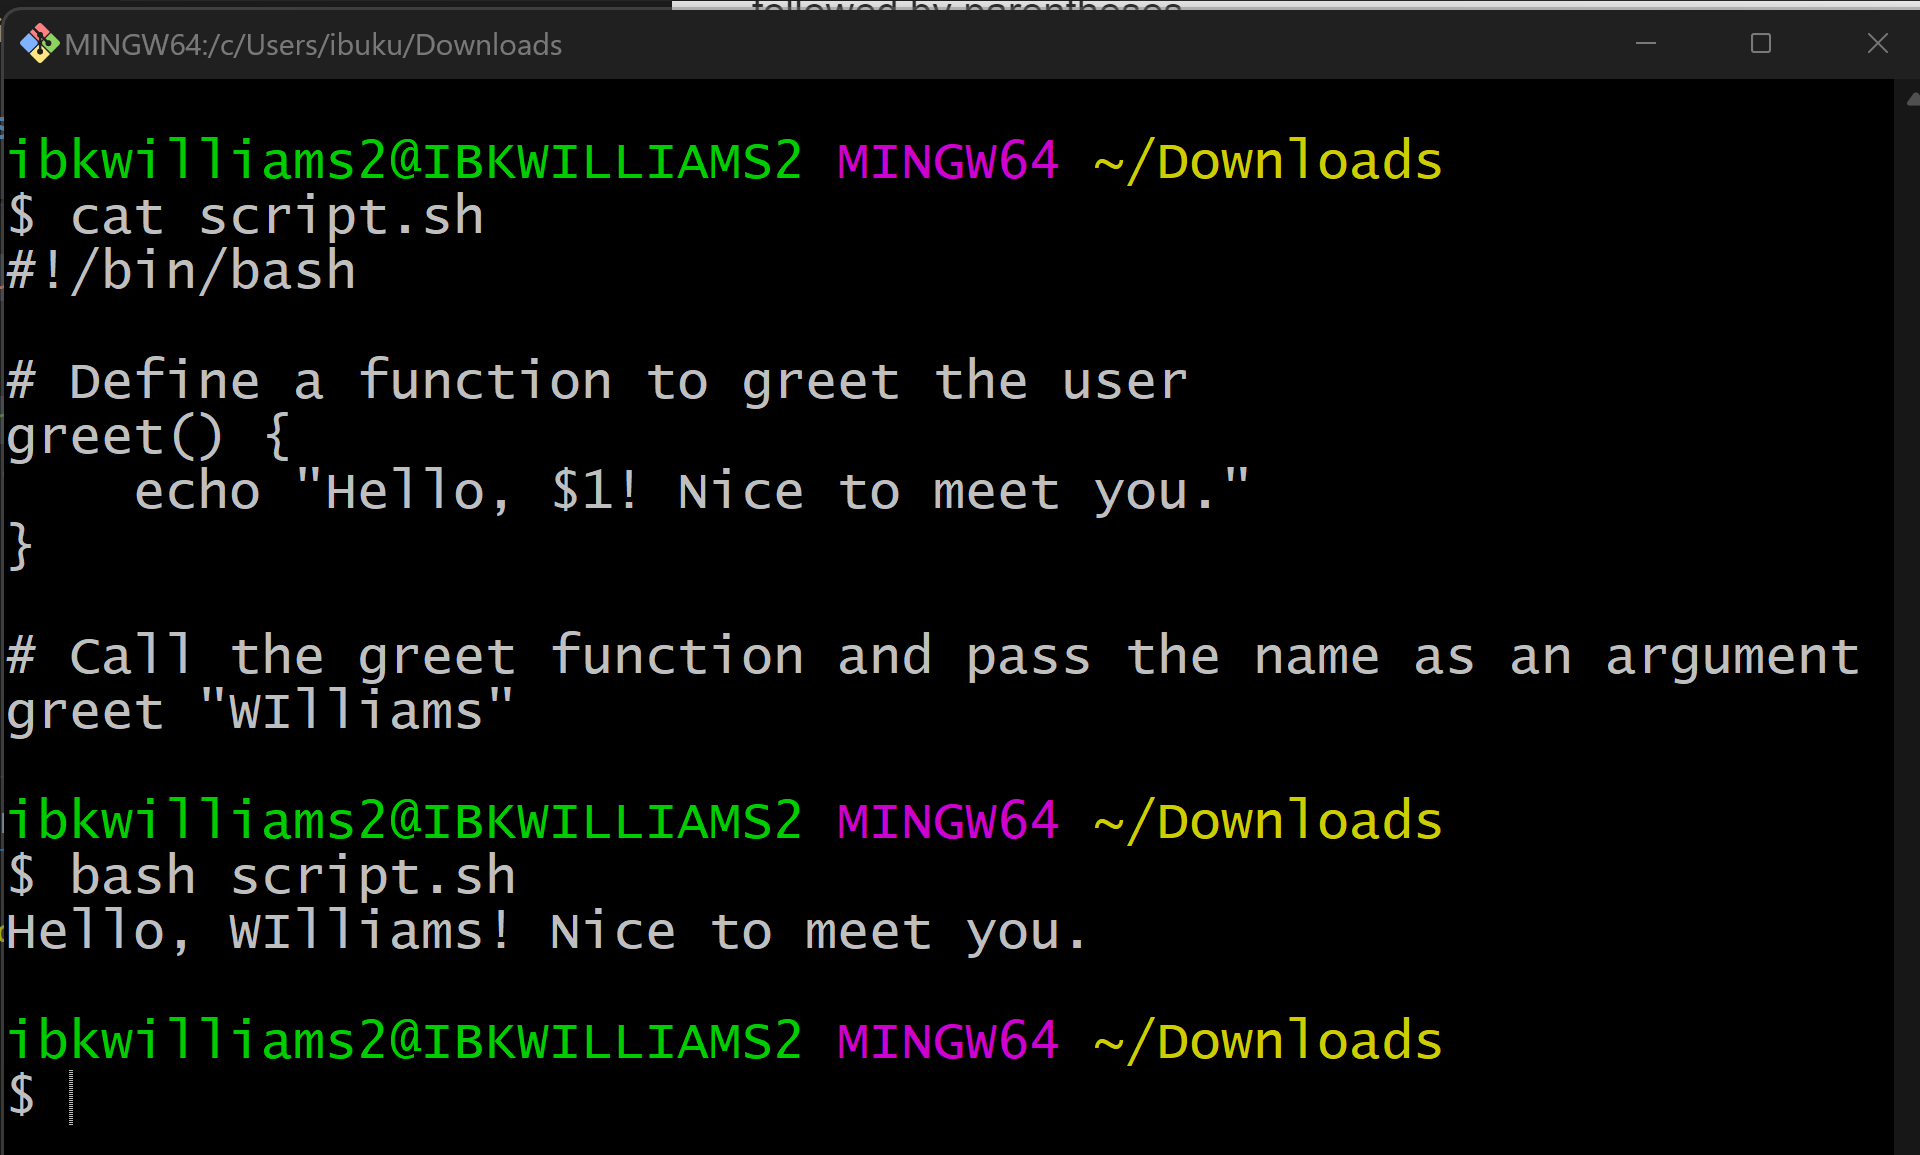 followed by parentheses
MINGW64:/c/Users/ibuku/Downloads
ibkwilliams2@IBKWILLIAMS2 MINGW64 ~/Downloads
$ cat script.sh
#!/bin/bash
# Define a function to greet the user
greet() {
    echo "Hello, $1! Nice to meet you."
}
# Call the greet function and pass the name as an argument
greet "WIlliams"
ibkwilliams2@IBKWILLIAMS2 MINGW64 ~/Downloads
$ bash script.sh
Hello, WIlliams! Nice to meet you.
ibkwilliams2@IBKWILLIAMS2 MINGW64 ~/Downloads
$